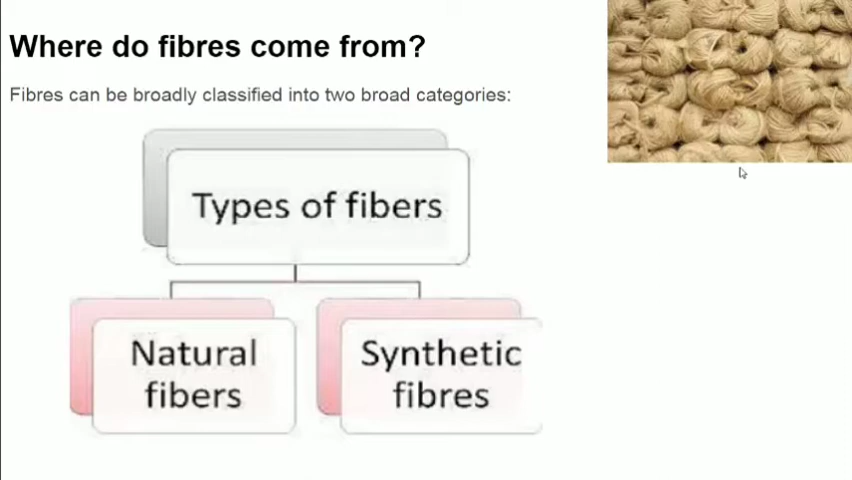 Where do fibres come from?
Fibres can be broadly classified into two broad categories:
Types of fibers
Natural
fibers
Synthetic
fibres